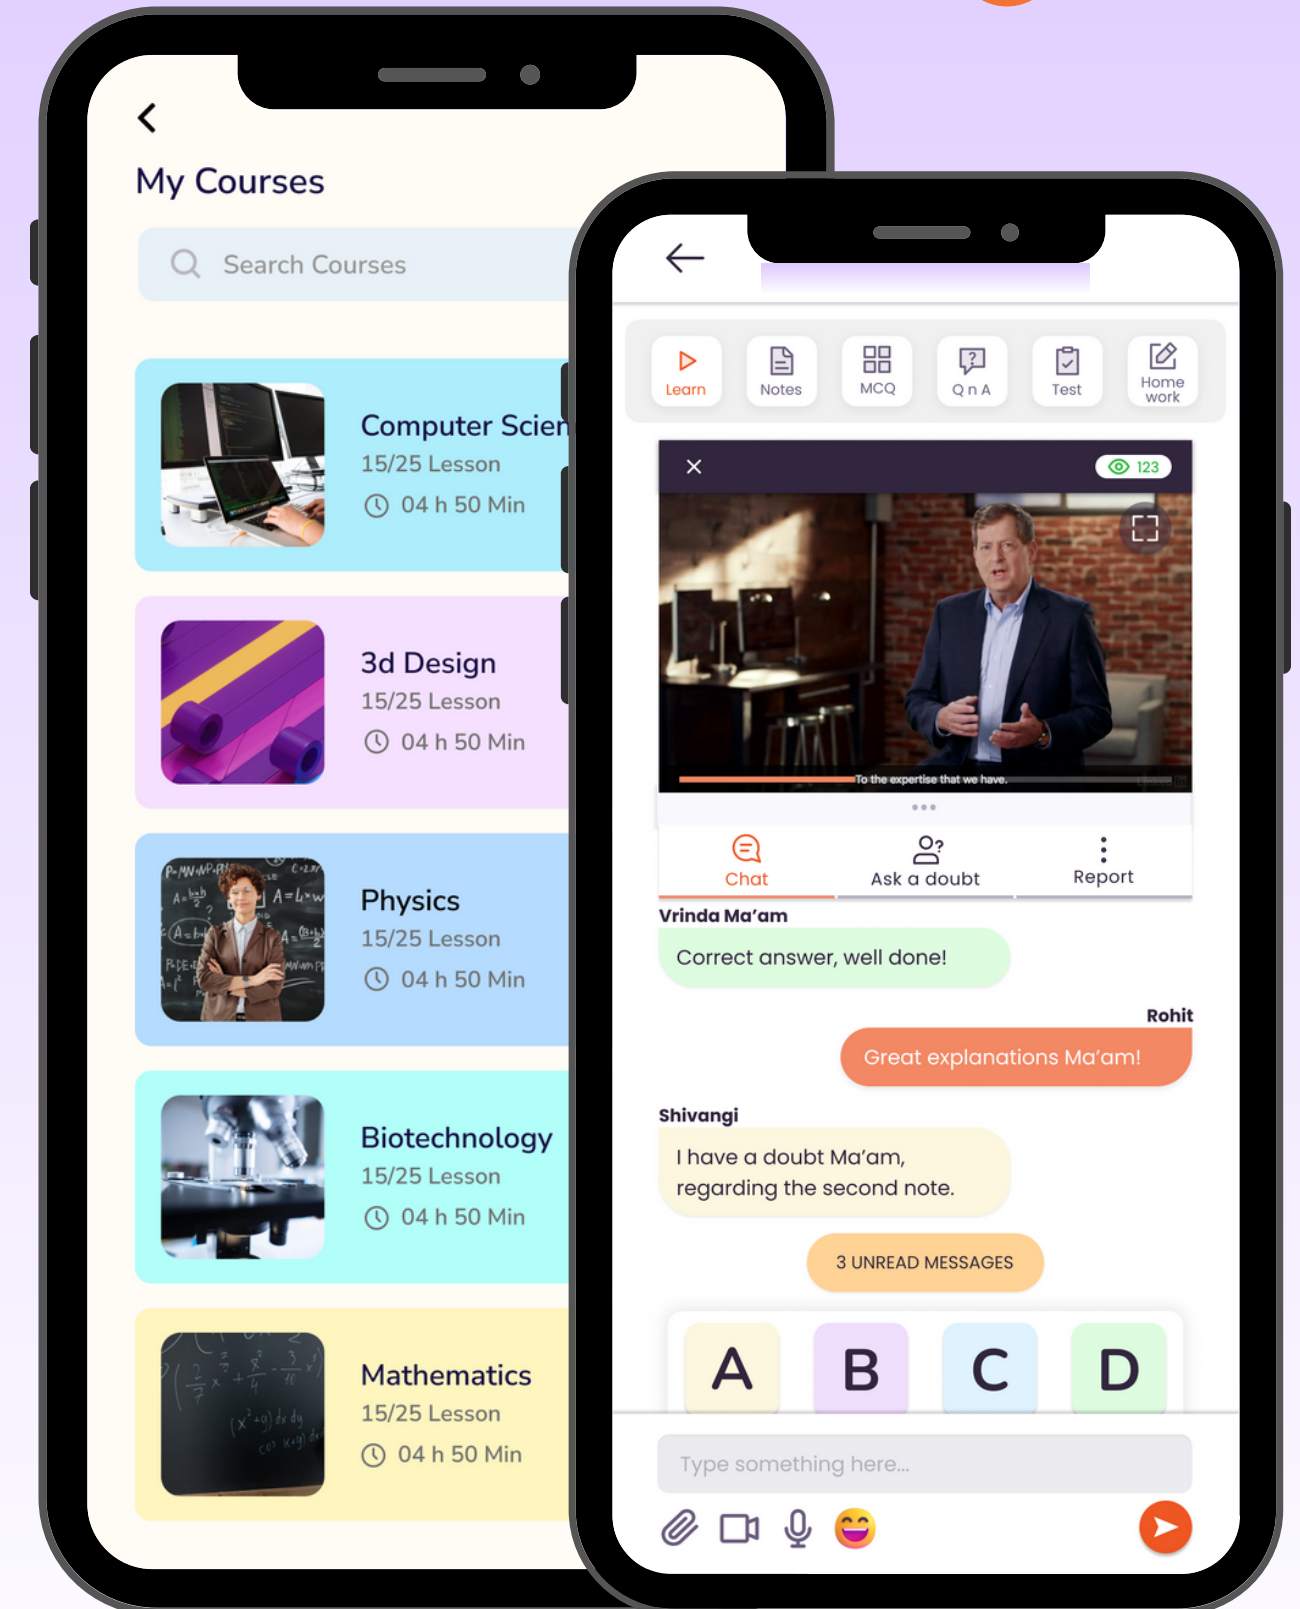 My Courses
Search Courses
Computer Scien
15/25 Lesson
04 h 50 Min
3d Design
15/25 Lesson
04 h 50 Min
Physics
15/25 Lesson
04 h 50 Min
Biotechnology
15/25 Lesson
04 h 50 Min
Mathematics
15/25 Lesson
04 h 50 Min
Learn
Notes
MCQ
Q n A
Test
Home
work
123
To the expertise that we have.
Chat
Ask a doubt
Report
Vrinda Ma’am
Correct answer, well done!
Rohit
Great explanations Ma’am!
Shivangi
I have a doubt Ma’am,
regarding the second note.
3 UNREAD MESSAGES
A B C D
Type something here...